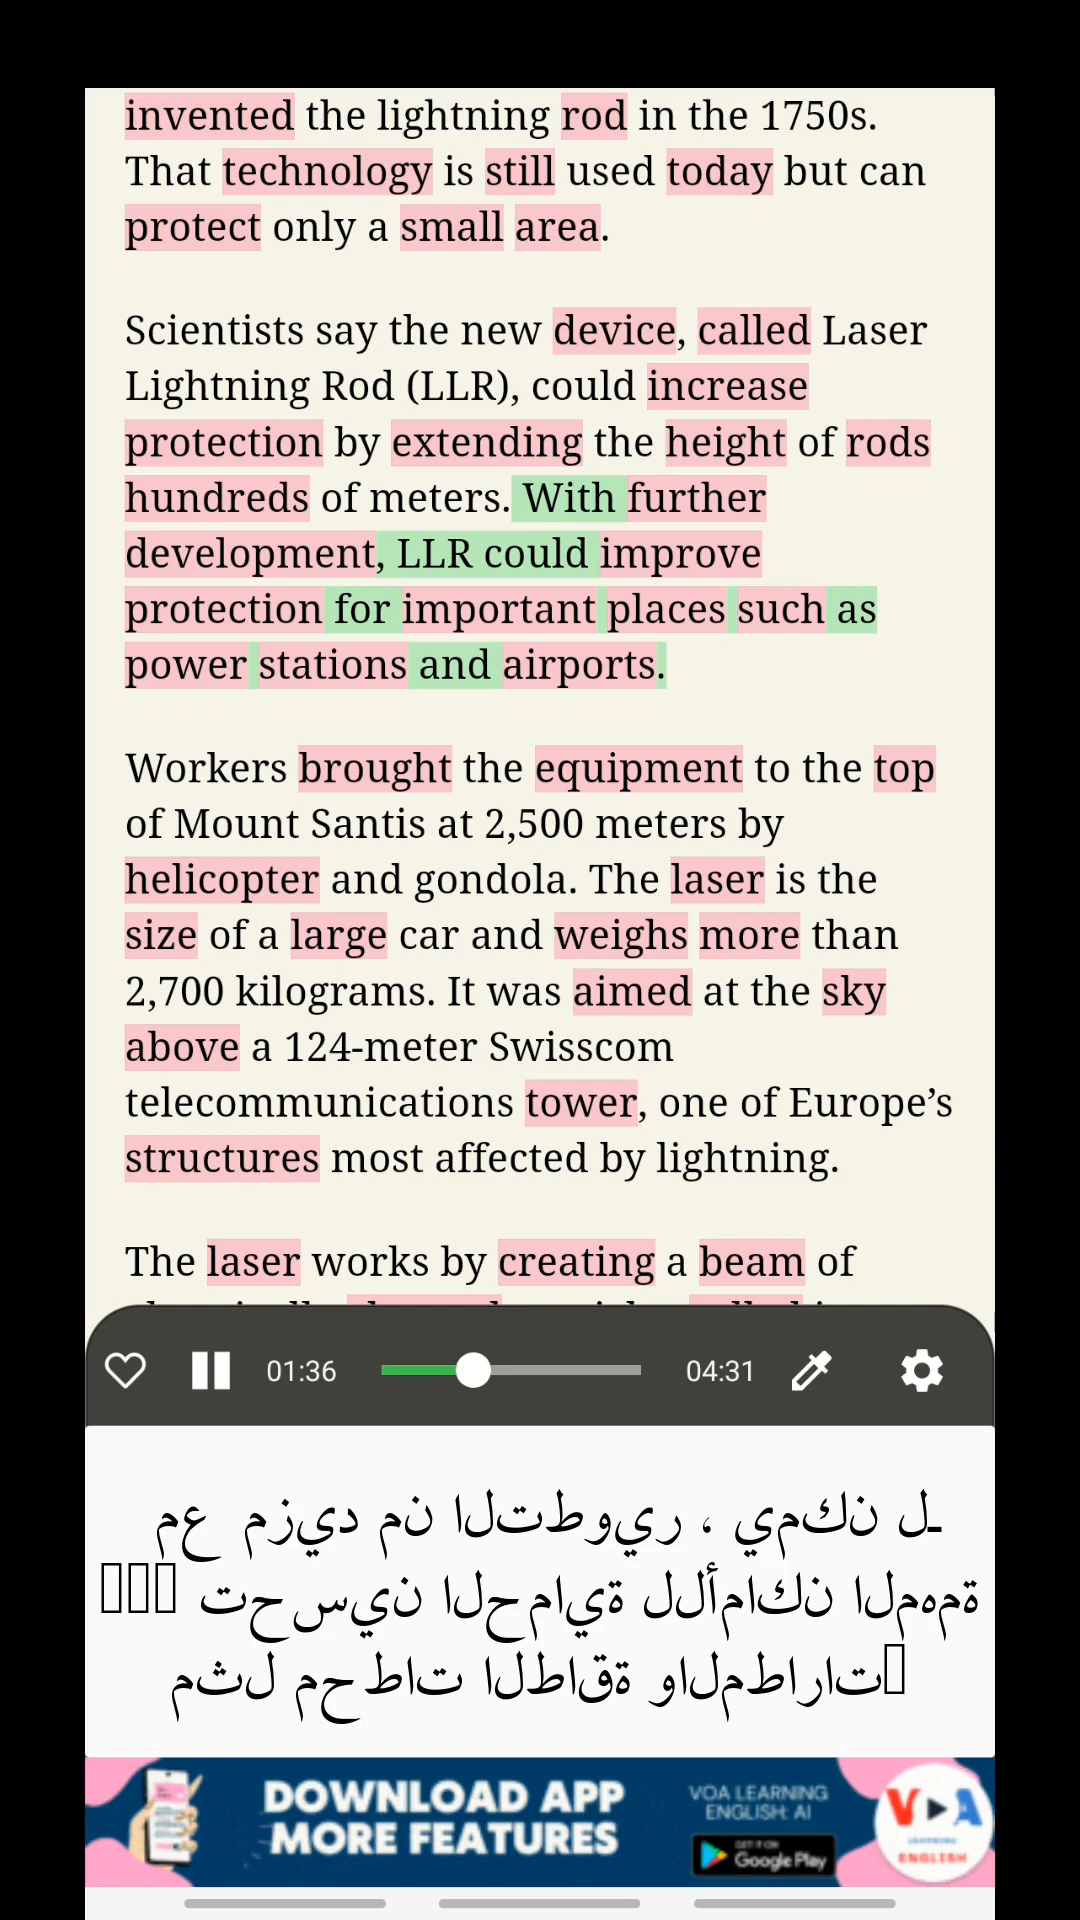 invented the lightning rod in the 1750s.
That technology is still used today but can
protect only a small area.
Scientists say the new device, called Laser
Lightning Rod (LLR), could increase
protection by extending the height of rods
hundreds of meters. With further
development, LLR could improve
protection for important places such as
power stations and airports.
Workers brought the equipment to the top
of Mount Santis at 2,500 meters by
helicopter and gondola. The laser is the
size of a large car and weighs more than
2,700 kilograms. It was aimed at the sky
above a 124-meter Swisscom
telecommunications tower, one of Europe’s
structures most affected by lightning.
The laser works by creating a beam of
01:36 04:31
مع مزيد من التطوير ، يمكن لـ
تحسين الحماية للأماكن المهمة
مثل محطات الطاقة والمطارات
DOWNLOAD APP
MORE FEATURES
VOA LEARNING
ENGLISH: AI
GET IT ON
Google Play
VOA
LEARNING
ENGLISH